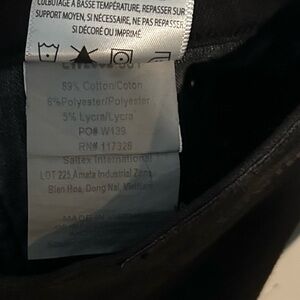 CULBUTAGE À BASSE TEMPÉRATURE, REPASSER SUR
SUPPORT MOYEN, SI NÉCESSAIRE, NE PAS REPASSER
SI DÉCORÉ OU IMPRIMÉ
89% Cotton/Coton
6% Polyester/Polyester
5% Lycra/Lycra
PO# W139
RN# 117326
Saitex International
LOT 225, Amata Industrial Zone
Bien Hoa, Dong Nai, Vietnam
MADE IN